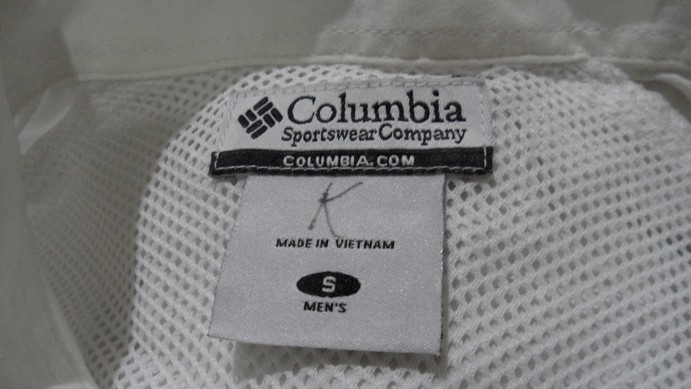 Columbia
Sportswear Company
COLUMBIA.COM
K
MADE IN VIETNAM
S
MEN'S